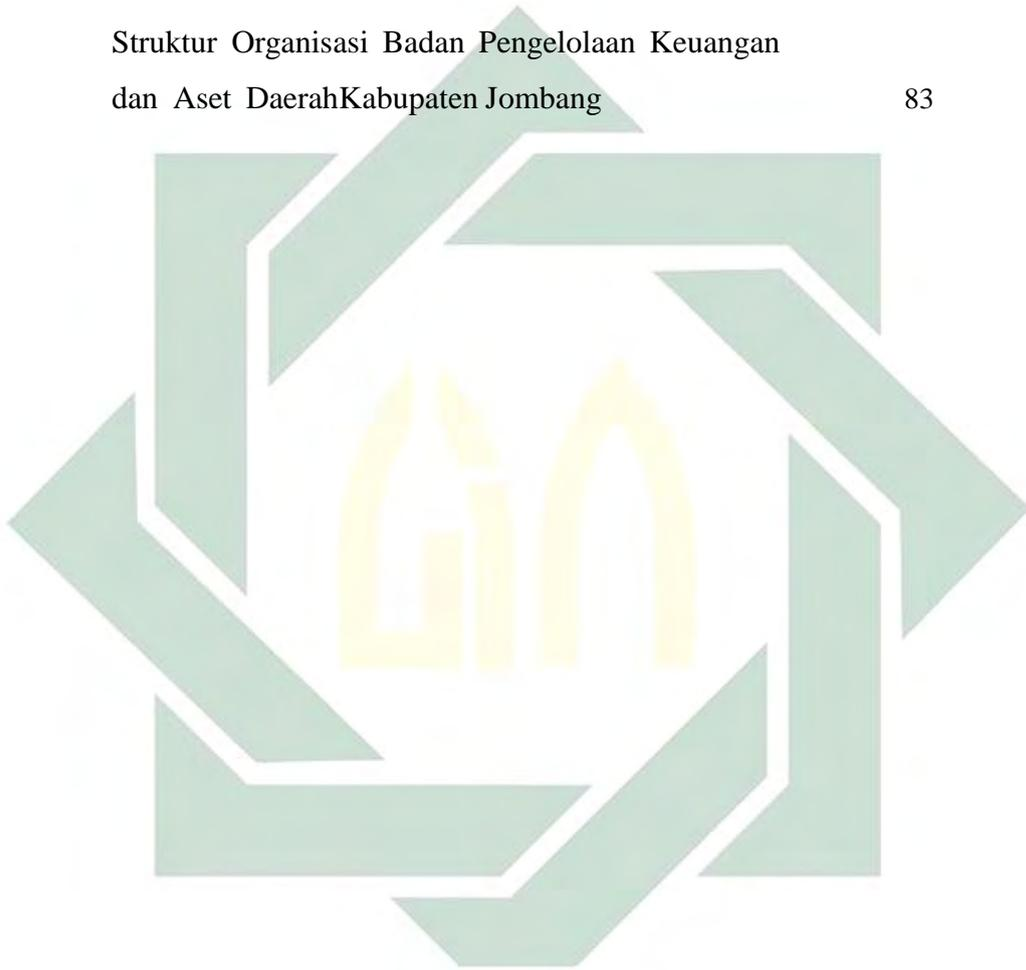 Struktur Organisasi Badan Pengelolaan Keuangan
dan Aset DaerahKabupaten Jombang 83